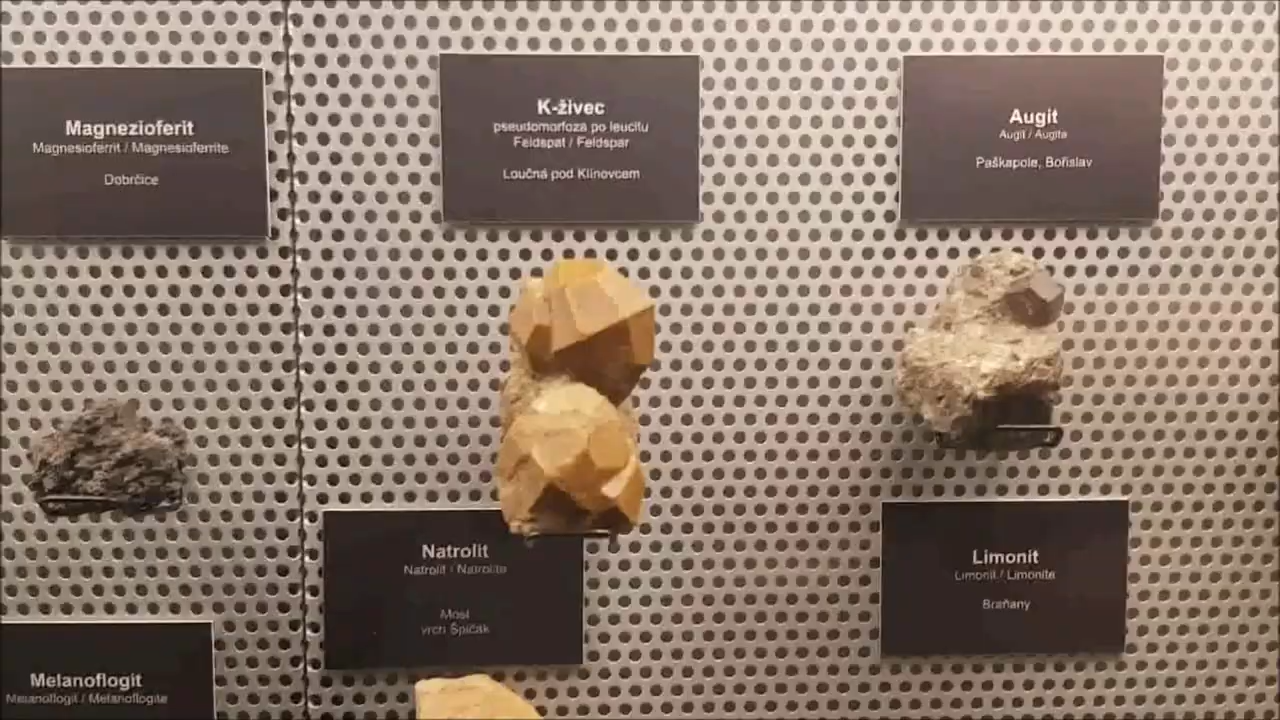 Magnezioferit
Magnesioferrit / Magnesioferrite
Dobrčice
K-živec
pseudomorfoza po leucitu
Feldspat / Feldspar
Loučná pod Klínovcem
Augit
Augit / Augite
Paškapole, Bořislav
Natrolit
Natrolit / Natrolite
Most
vrch Špičák
Limonit
Limonit / Limonite
Braňany
Melanoflogit
Melanoflogit / Melanoflogite